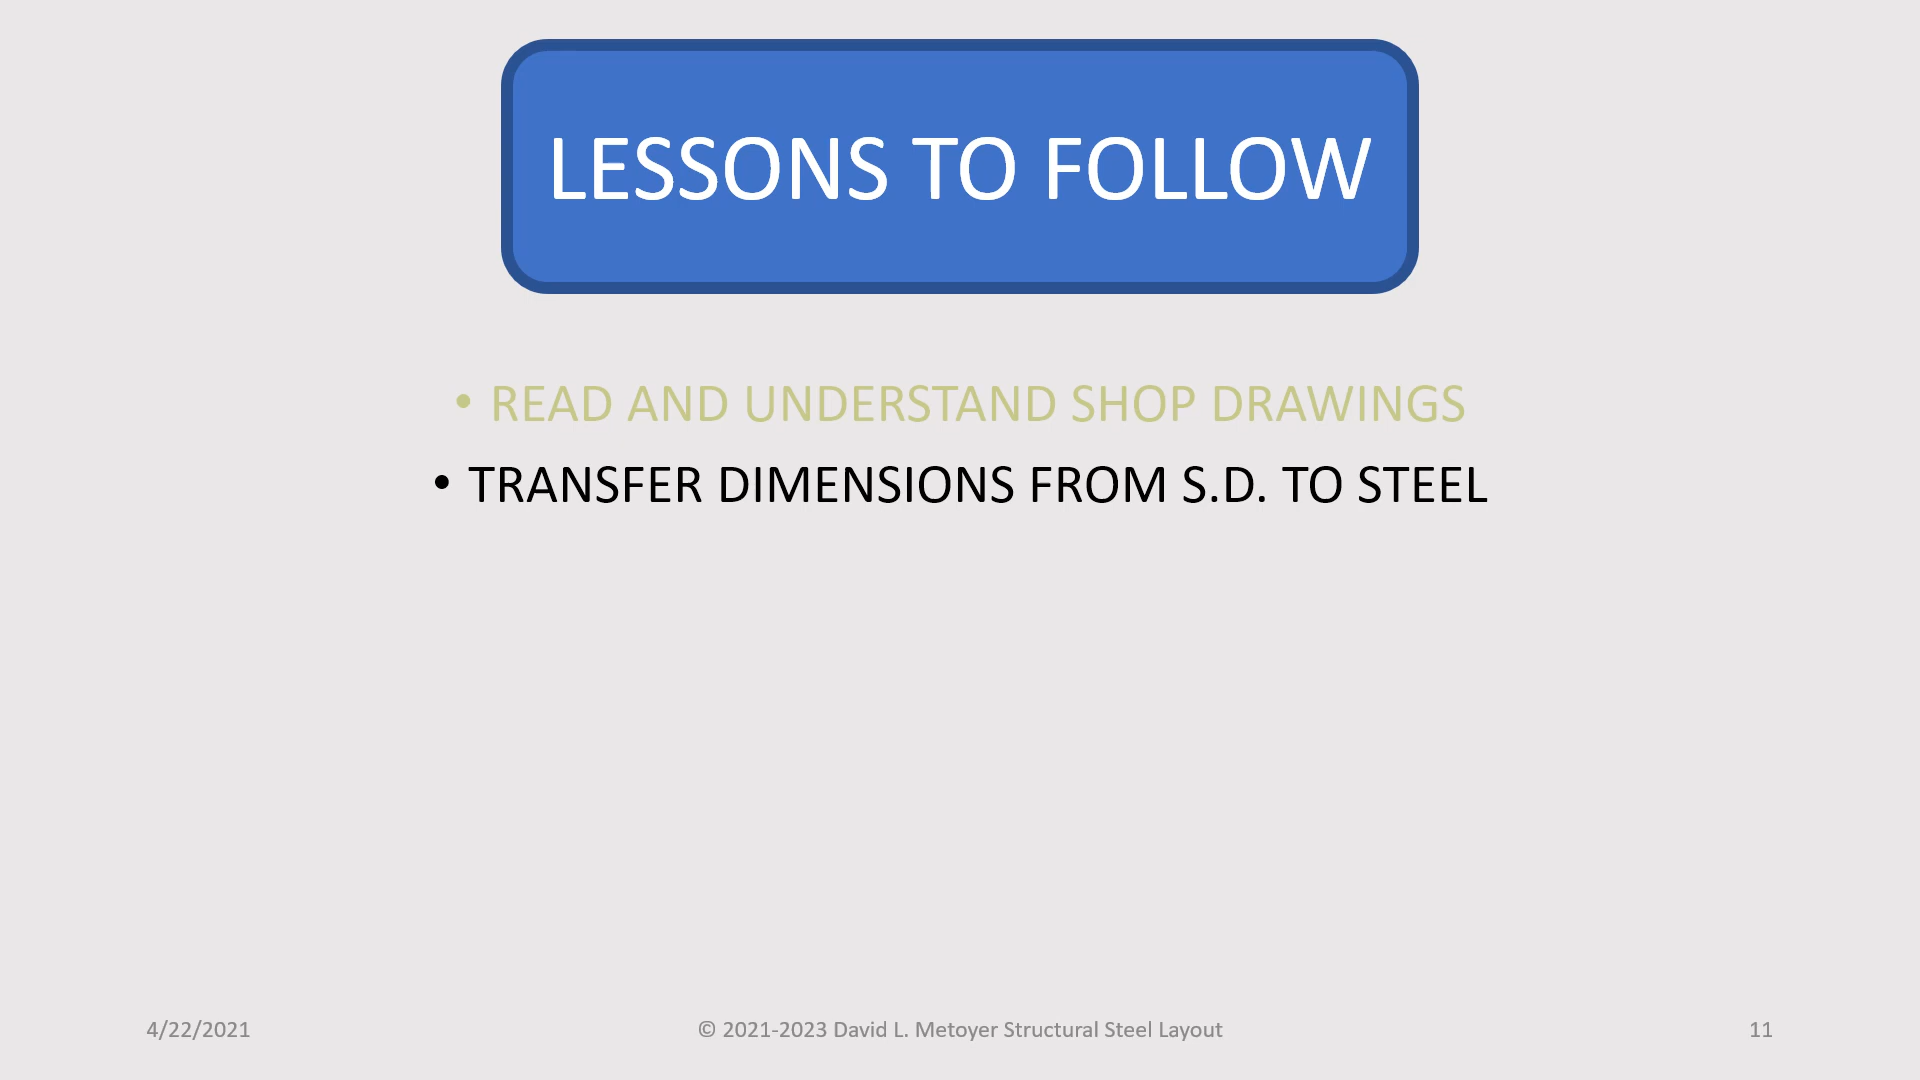 LESSONS TO FOLLOW
• READ AND UNDERSTAND SHOP DRAWINGS
• TRANSFER DIMENSIONS FROM S.D. TO STEEL
4/22/2021
© 2021-2023 David L. Metoyer Structural Steel Layout
11